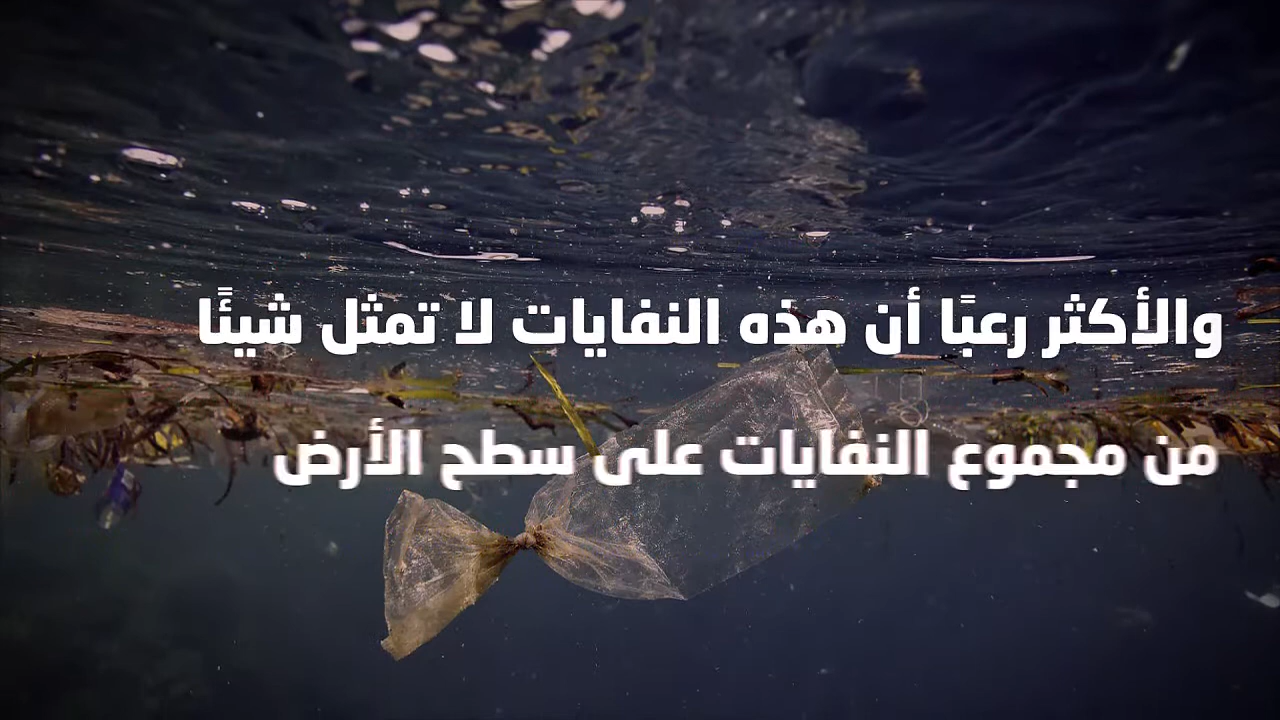 والأكثر رعبًا أن هذه النفايات لا تمثل شيئًا
من مجموع النفايات على سطح الأرض